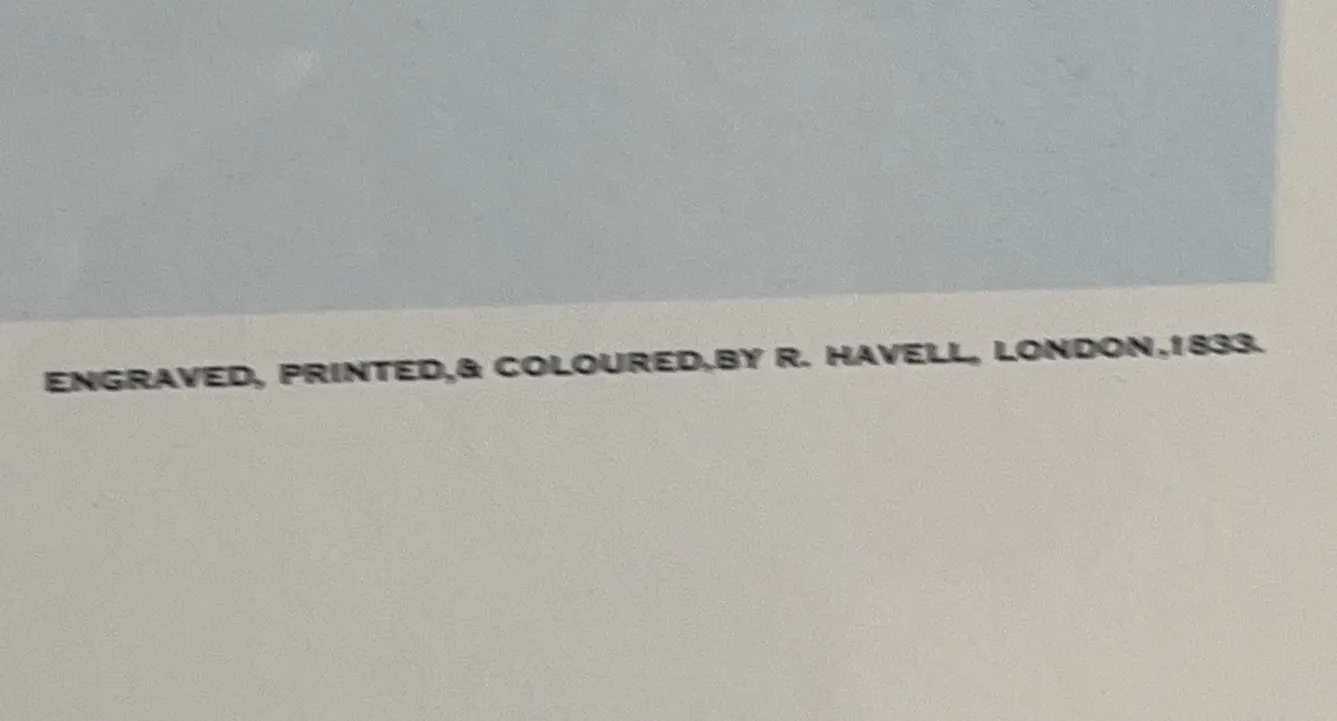 ENGRAVED, PRINTED,& COLOURED,BY R. HAVELL, LONDON,1833.